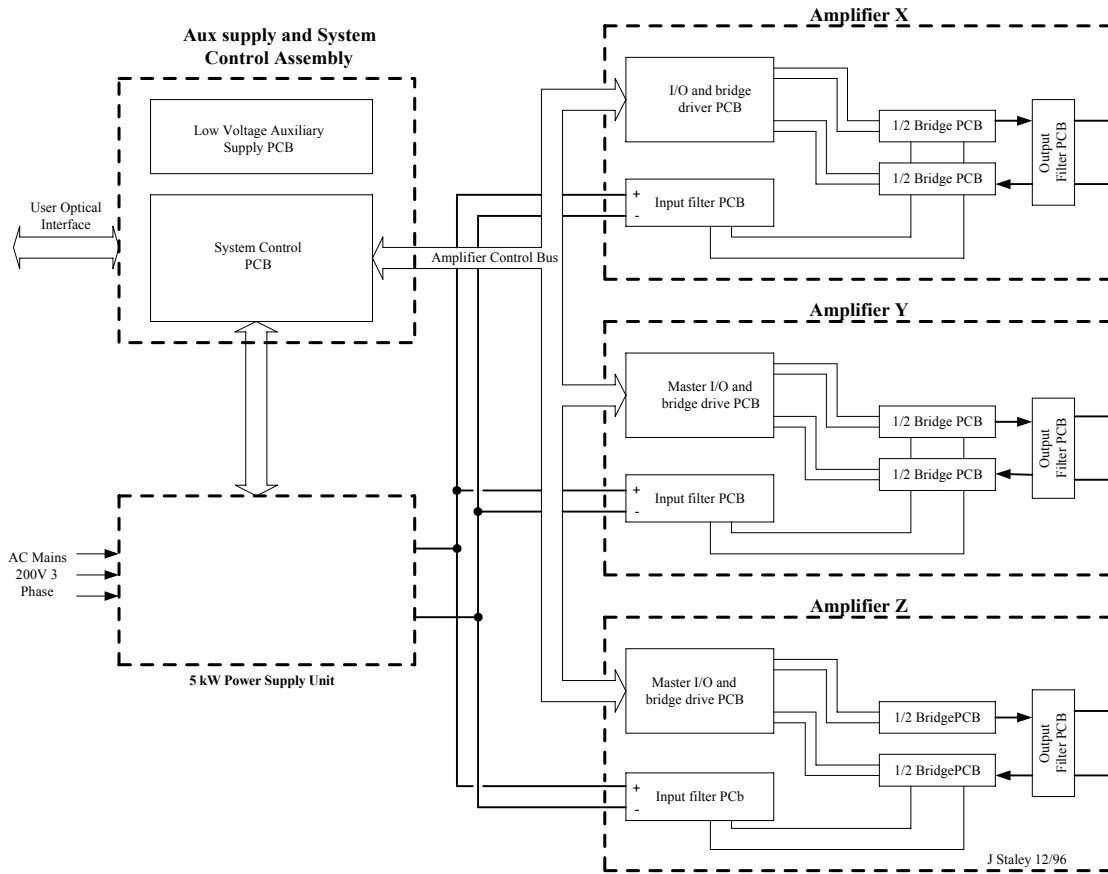 Aux supply and System
Control Assembly
Low Voltage Auxiliary
Supply PCB
System Control
PCB
User Optical
Interface
Amplifier Control Bus
AC Mains
200V 3
Phase
5 kW Power Supply Unit
Amplifier X
I/O and bridge
driver PCB
1/2 Bridge PCB
1/2 Bridge PCB
Output
Filter PCB
+
-
Input filter PCB
Amplifier Y
Master I/O and
bridge drive PCB
1/2 Bridge PCB
1/2 Bridge PCB
Output
Filter PCB
+
-
Input filter PCB
Amplifier Z
Master I/O and
bridge drive PCB
1/2 BridgePCB
1/2 BridgePCB
Output
Filter PCB
+
-
Input filter PCb
J Staley 12/96